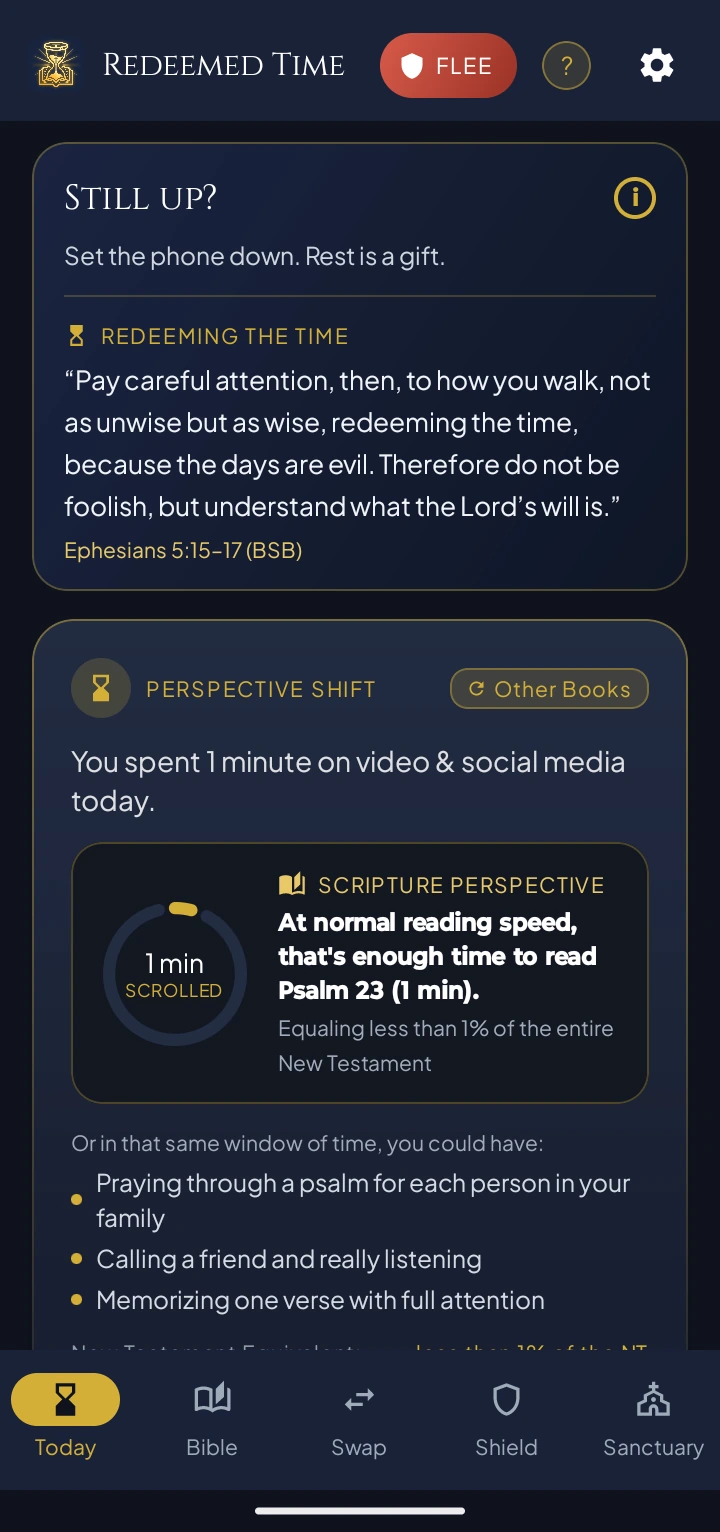 REDEEMED TIME
FLEE
?
STILL UP?
i
Set the phone down. Rest is a gift.
REDEEMING THE TIME
“Pay careful attention, then, to how you walk, not
as unwise but as wise, redeeming the time,
because the days are evil. Therefore do not be
foolish, but understand what the Lord’s will is.”
Ephesians 5:15–17 (BSB)
PERSPECTIVE SHIFT
Other Books
You spent 1 minute on video & social media
today.
1 min
SCROLLED
SCRIPTURE PERSPECTIVE
At normal reading speed,
that's enough time to read
Psalm 23 (1 min).
Equaling less than 1% of the entire
New Testament
Or in that same window of time, you could have:
Praying through a psalm for each person in your
family
Calling a friend and really listening
Memorizing one verse with full attention
less than 1% of the NT
Today
Bible
Swap
Shield
Sanctuary